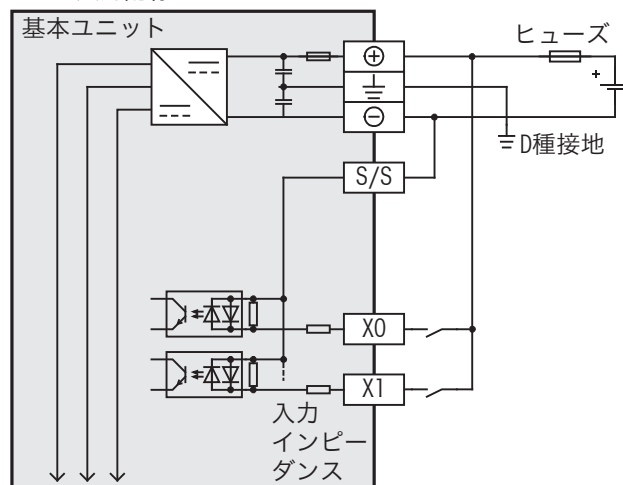 基本ユニット
ヒューズ
⊕
+
⊖
D種接地
S/S
X0
X1
入力
インピー
ダンス